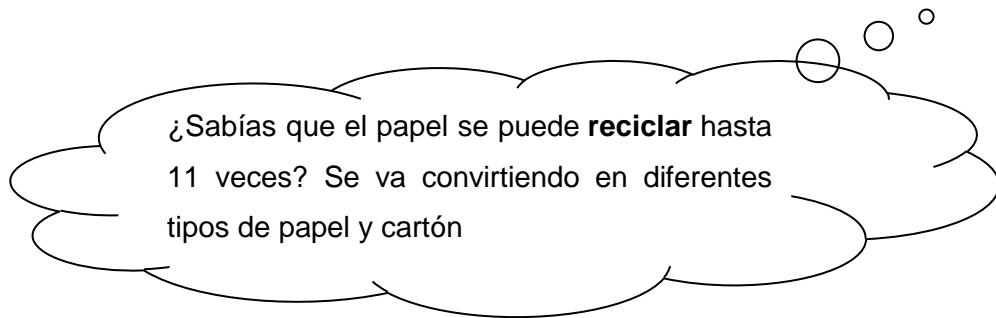 ¿Sabías que el papel se puede reciclar hasta
11 veces? Se va convirtiendo en diferentes
tipos de papel y cartón